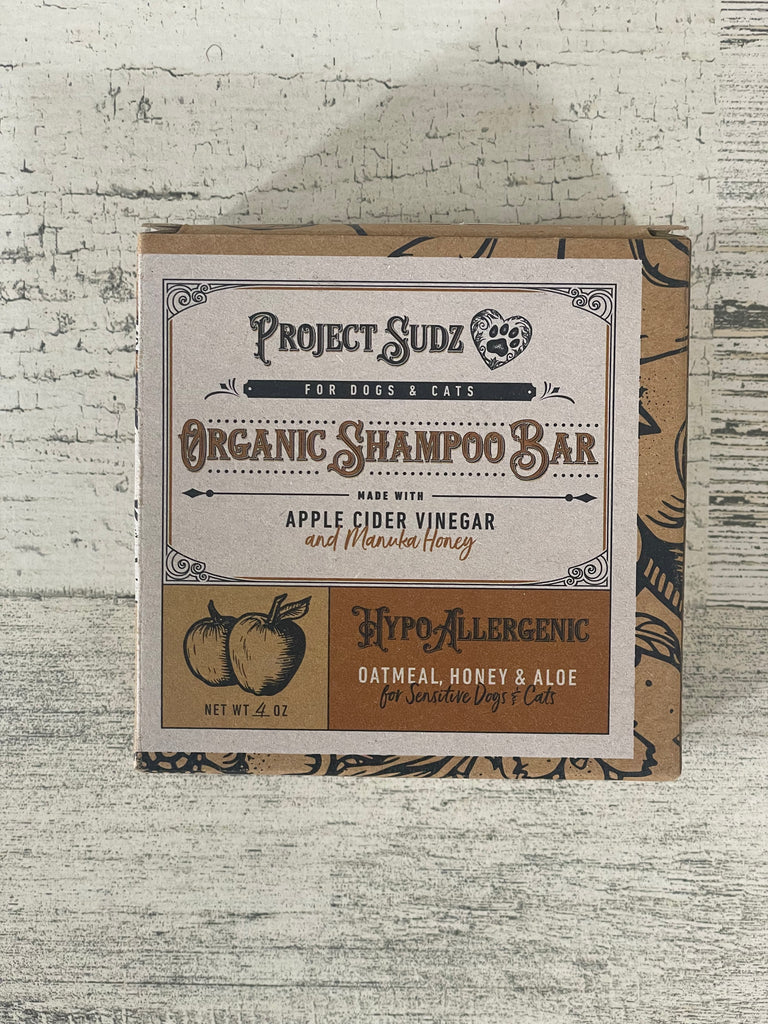 PROJECT SUDZ
FOR DOGS & CATS
ORGANIC SHAMPOO BAR
MADE WITH
APPLE CIDER VINEGAR
and Manuka Honey
HYPOALLERGENIC
OATMEAL, HONEY & ALOE
for Sensitive Dogs & Cats
NET WT 4 OZ